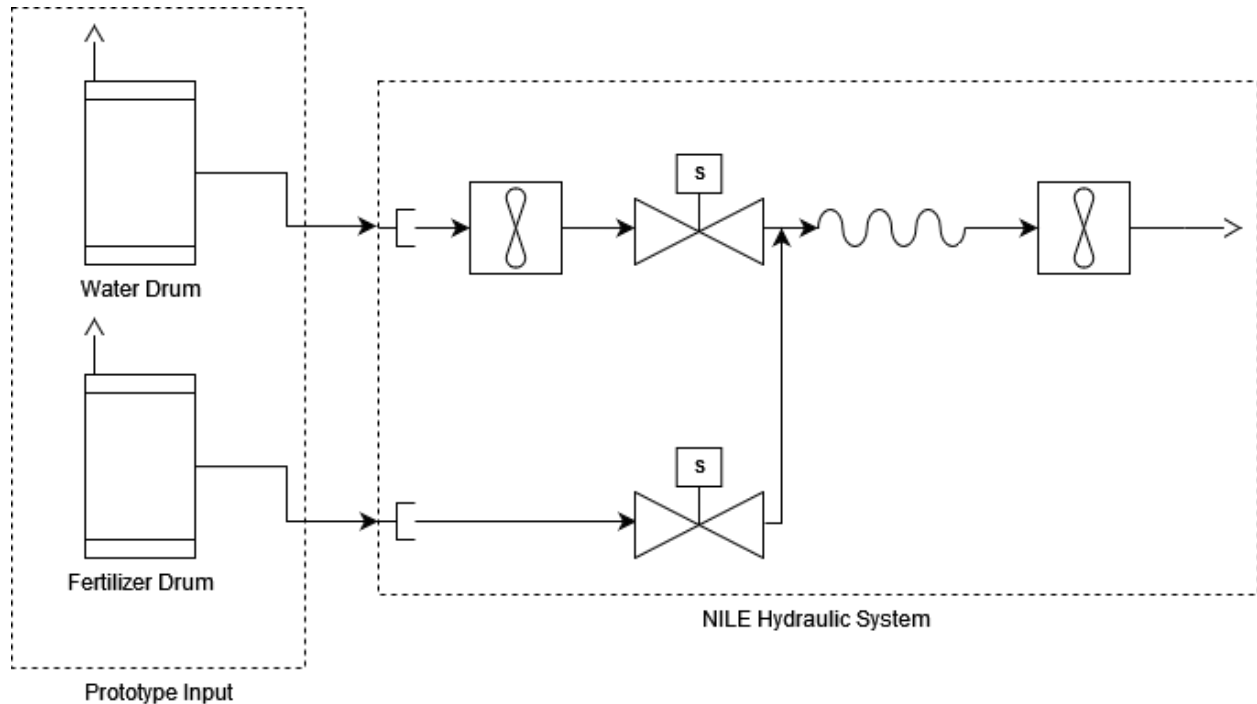 S
Water Drum
S
Fertilizer Drum
NILE Hydraulic System
Prototype Input